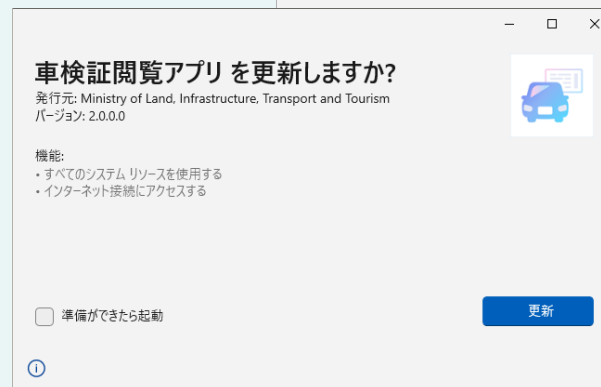 車検証閲覧アプリ を更新しますか?
発行元: Ministry of Land, Infrastructure, Transport and Tourism
バージョン: 2.0.0.0
機能:
・すべてのシステム リソースを使用する
・インターネット接続にアクセスする
準備ができたら起動
更新